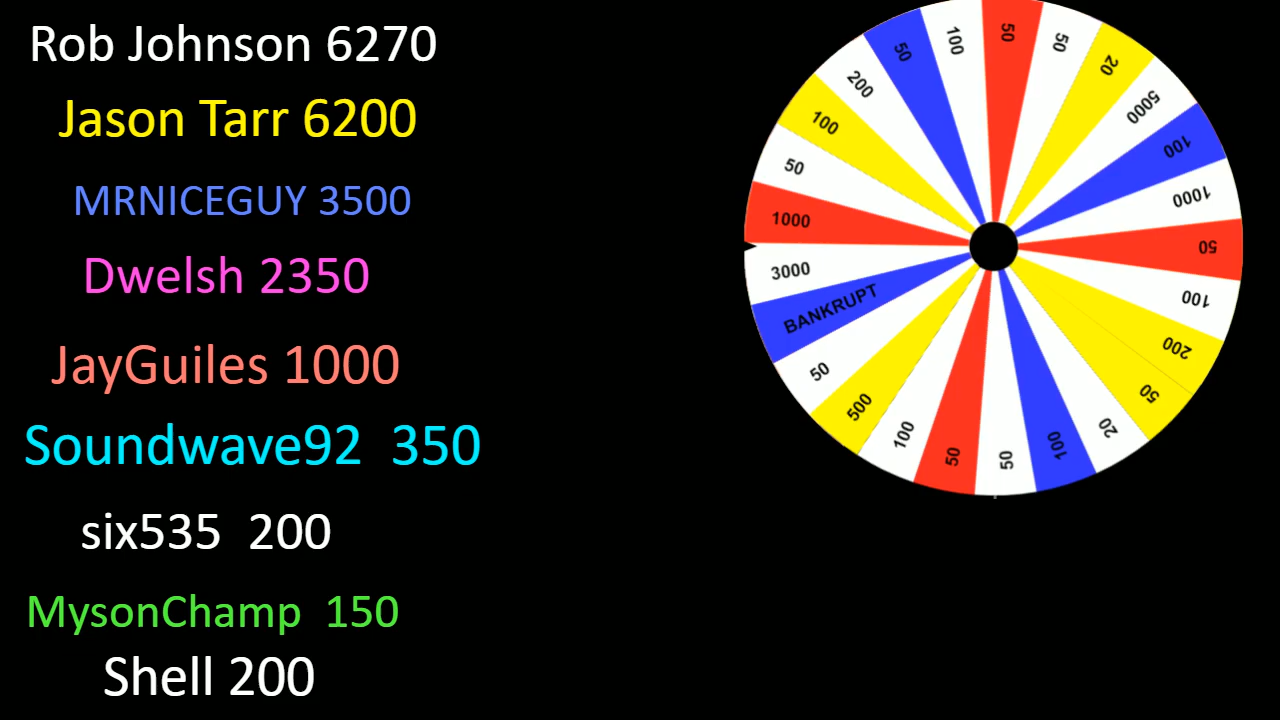 Rob Johnson 6270
Jason Tarr 6200
MRNICEGUY 3500
Dwelsh 2350
JayGuiles 1000
Soundwave92 350
six535 200
MysonChamp 150
Shell 200
50
50
20
5000
100
1000
50
100
200
50
20
100
50
50
100
500
50
BANKRUPT
3000
1000
50
100
200
50
100